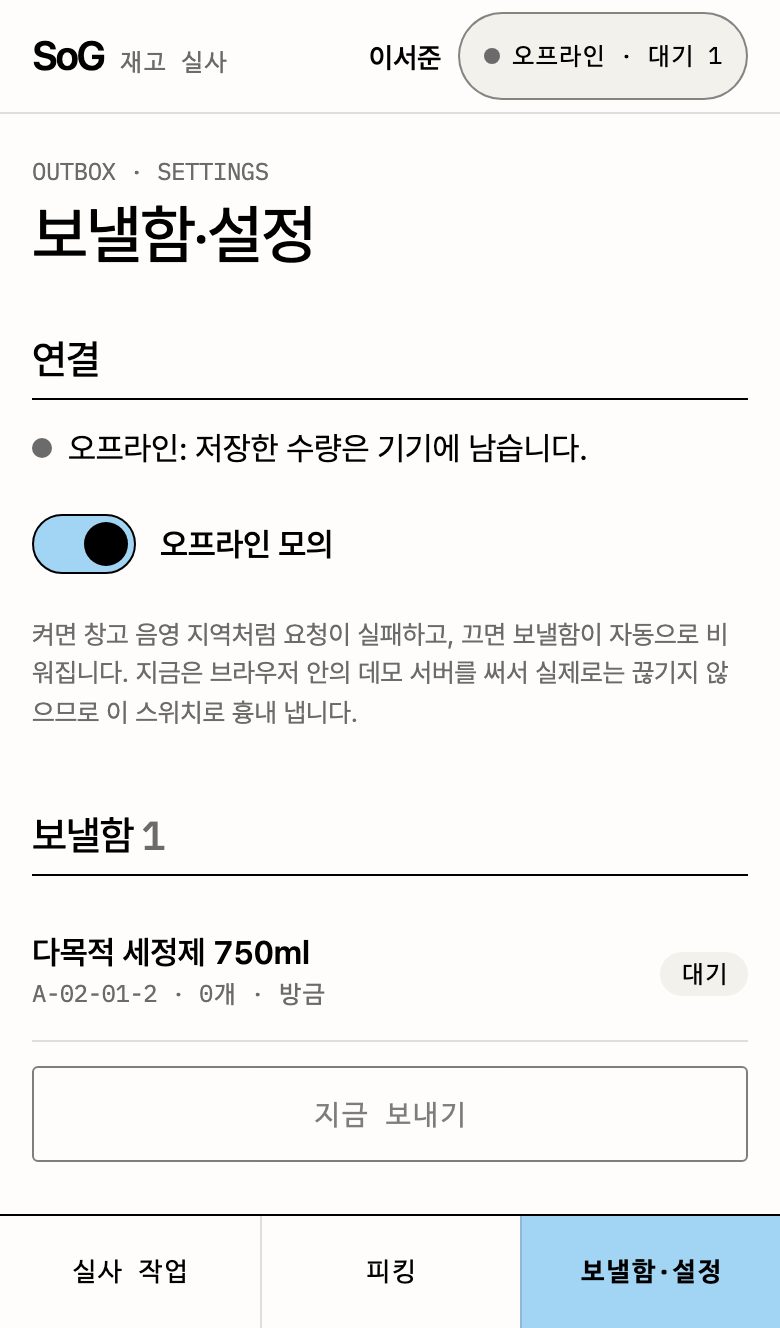 SoG 재고 실사 이서준 오프라인 · 대기 1
OUTBOX · SETTINGS
보낼함·설정
연결
오프라인: 저장한 수량은 기기에 남습니다.
오프라인 모의
켜면 창고 음영 지역처럼 요청이 실패하고, 끄면 보낼함이 자동으로 비
워집니다. 지금은 브라우저 안의 데모 서버를 써서 실제로는 끊기지 않
으므로 이 스위치로 흉내 냅니다.
보낼함 1
다목적 세정제 750ml
A-02-01-2 · 0개 · 방금
대기
지금 보내기
실사 작업 피킹 보낼함·설정